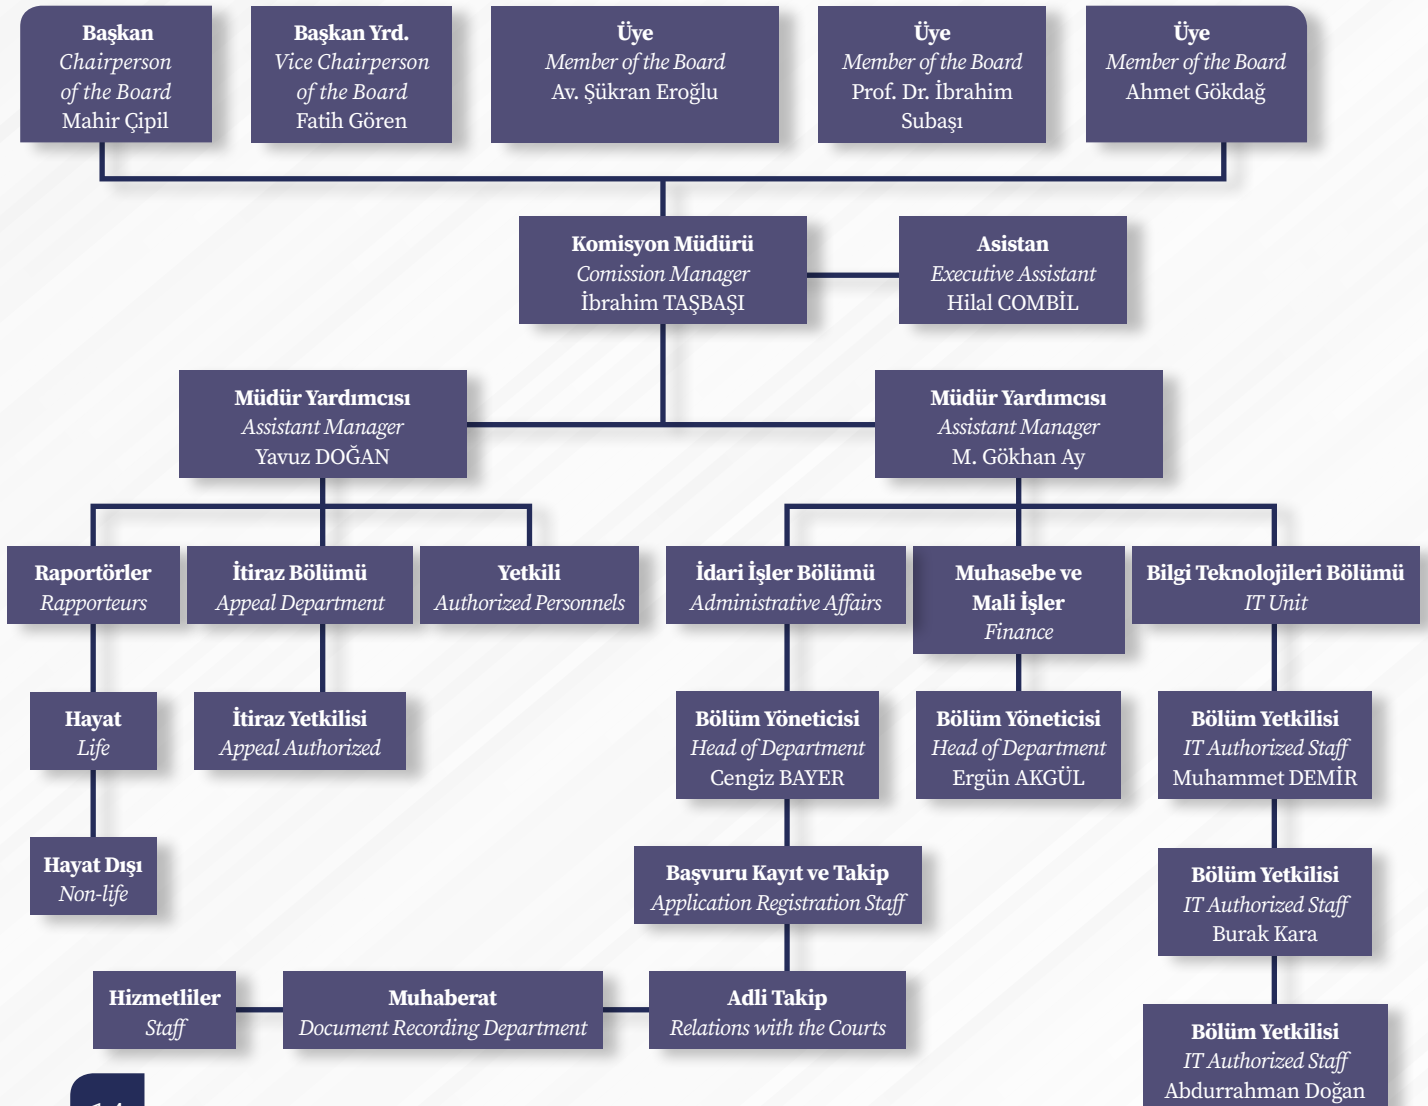 Başkan
Chairperson
of the Board
Mahir Çipil
Başkan Yrd.
Vice Chairperson
of the Board
Fatih Gören
Üye
Member of the Board
Av. Şükran Eroğlu
Üye
Member of the Board
Prof. Dr. İbrahim
Subaşı
Üye
Member of the Board
Ahmet Gökdağ
Komisyon Müdürü
Comission Manager
İbrahim TAŞBAŞI
Asistan
Executive Assistant
Hilal COMBİL
Müdür Yardımcısı
Assistant Manager
Yavuz DOĞAN
Müdür Yardımcısı
Assistant Manager
M. Gökhan Ay
Raportörler
Rapporteurs
İtiraz Bölümü
Appeal Department
Yetkili
Authorized Personnels
İdari İşler Bölümü
Administrative Affairs
Muhasebe ve
Mali İşler
Finance
Bilgi Teknolojileri Bölümü
IT Unit
Hayat
Life
İtiraz Yetkilisi
Appeal Authorized
Bölüm Yöneticisi
Head of Department
Cengiz BAYER
Bölüm Yöneticisi
Head of Department
Ergün AKGÜL
Bölüm Yetkilisi
IT Authorized Staff
Muhammet DEMİR
Hayat Dışı
Non-life
Başvuru Kayıt ve Takip
Application Registration Staff
Bölüm Yetkilisi
IT Authorized Staff
Burak Kara
Hizmetliler
Staff
Muhaberat
Document Recording Department
Adli Takip
Relations with the Courts
Bölüm Yetkilisi
IT Authorized Staff
Abdurrahman Doğan